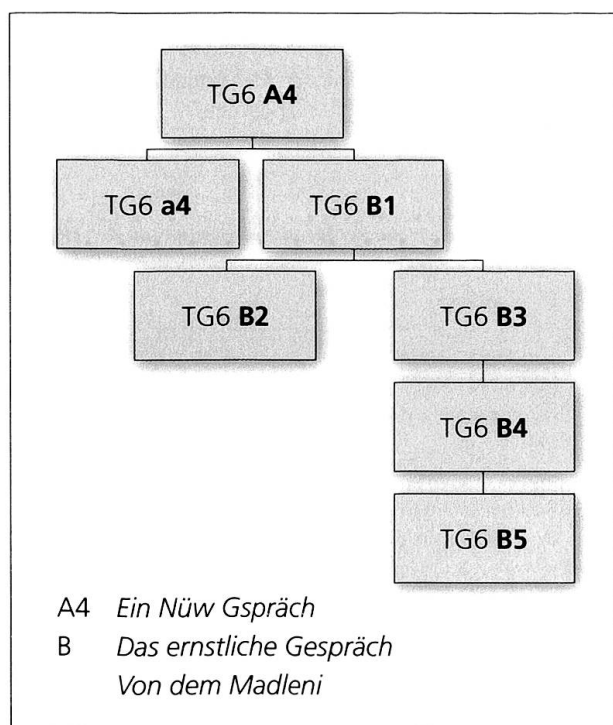 TG6 A4
TG6 a4 TG6 B1
TG6 B2 TG6 B3
TG6 B4
TG6 B5
A4 Ein Nüw Gspräch
B Das ernstliche Gespräch
Von dem Madleni